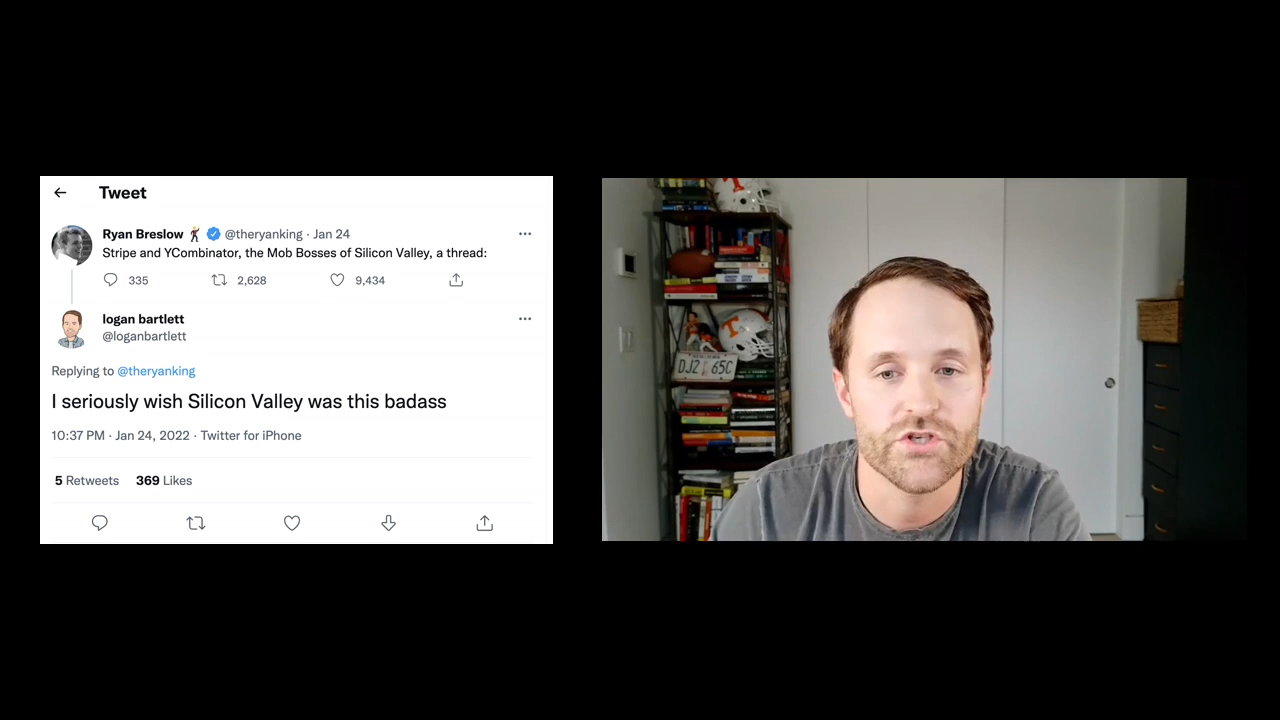 Tweet
Ryan Breslow @theryanking · Jan 24
Stripe and YCombinator, the Mob Bosses of Silicon Valley, a thread:
335 2,628 9,434
logan bartlett
@loganbartlett
Replying to @theryanking
I seriously wish Silicon Valley was this badass
10:37 PM · Jan 24, 2022 · Twitter for iPhone
5 Retweets 369 Likes
DJZ 65C